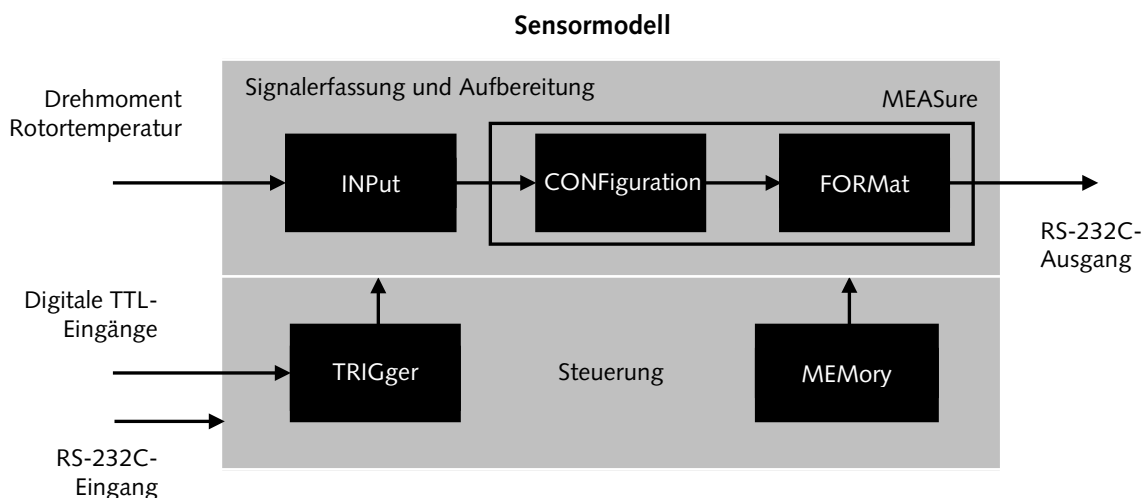 Sensormodell
Signalerfassung und Aufbereitung
MEASure
Drehmoment
Rotortemperatur
INPut
CONFiguration
FORMat
RS-232C-
Ausgang
Digitale TTL-
Eingänge
TRIGger
Steuerung
MEMory
RS-232C-
Eingang